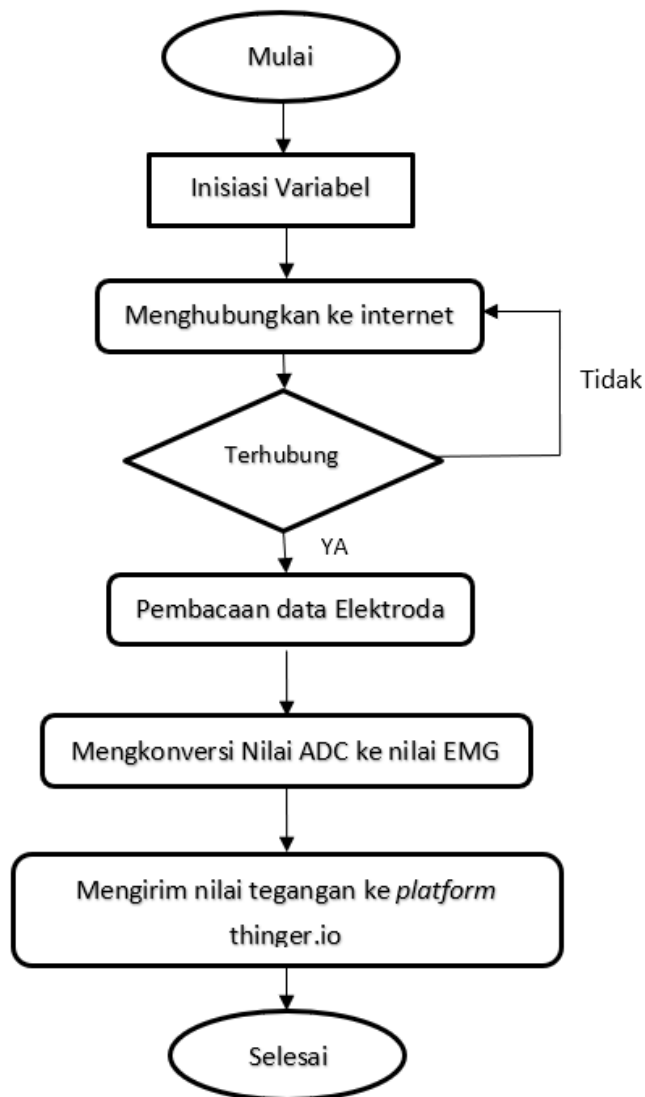 Mulai
Inisiasi Variabel
Menghubungkan ke internet
Tidak
Terhubung
YA
Pembacaan data Elektroda
Mengkonversi Nilai ADC ke nilai EMG
Mengirim nilai tegangan ke platform
thinger.io
Selesai